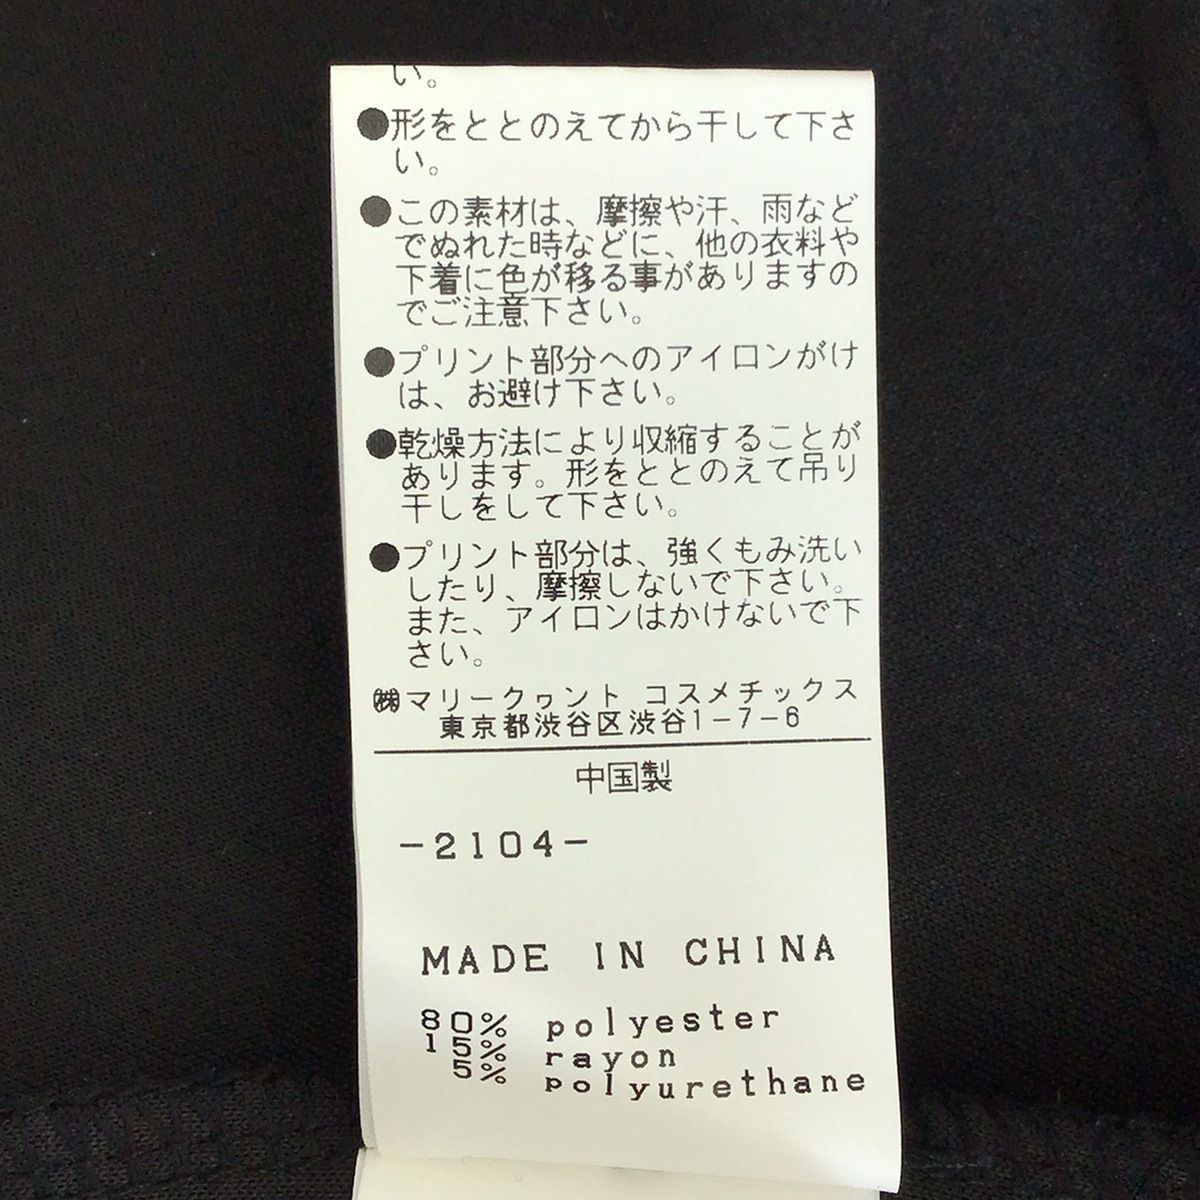 い。
●形をととのえてから干して下さ
い。
●この素材は、摩擦や汗、雨など
でぬれた時などに、他の衣料や
下着に色が移る事がありますの
でご注意下さい。
●プリント部分へのアイロンがけ
は、お避け下さい。
●乾燥方法により収縮することが
あります。形をととのえて吊り
干しをして下さい。
●プリント部分は、強くもみ洗い
したり、摩擦しないで下さい。
また、アイロンはかけないで下
さい。
㈱マリークヮント コスメチックス
東京都渋谷区渋谷1-7-6
中国製
-2104-
MADE IN CHINA
80% polyester
15% rayon
5% polyurethane